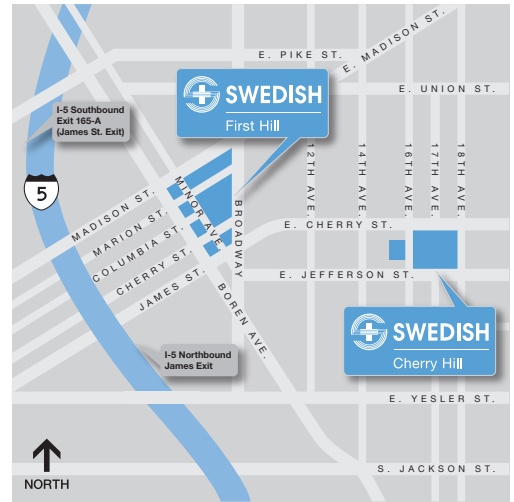 E. PIKE ST.
E. MADISON ST.
E. UNION ST.
SWEDISH
First Hill
I-5 Southbound
Exit 165-A
(James St. Exit)
5
12TH AVE.
14TH AVE.
16TH AVE.
17TH AVE.
18TH AVE.
MADISON ST.
MARION ST.
COLUMBIA ST.
CHERRY ST.
JAMES ST.
MINOR AVE.
BROADWAY
BOREN AVE.
E. CHERRY ST.
E. JEFFERSON ST.
SWEDISH
Cherry Hill
I-5 Northbound
James Exit
E. YESLER ST.
S. JACKSON ST.
NORTH